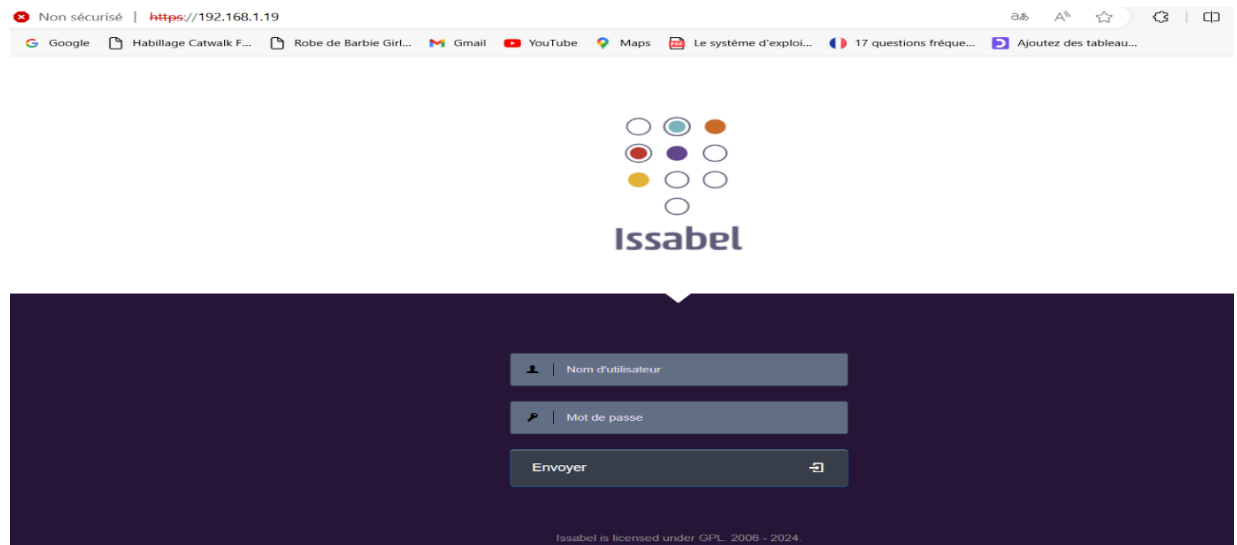 Non sécurisé | https://192.168.1.19
Google Habillage Catwalk F... Robe de Barbie Girl... Gmail YouTube Maps Le système d'exploi... 17 questions fréque... Ajoutez des tableau...
Issabel
Nom d'utilisateur
Mot de passe
Envoyer
Issabel is licensed under GPL. 2006 - 2024.